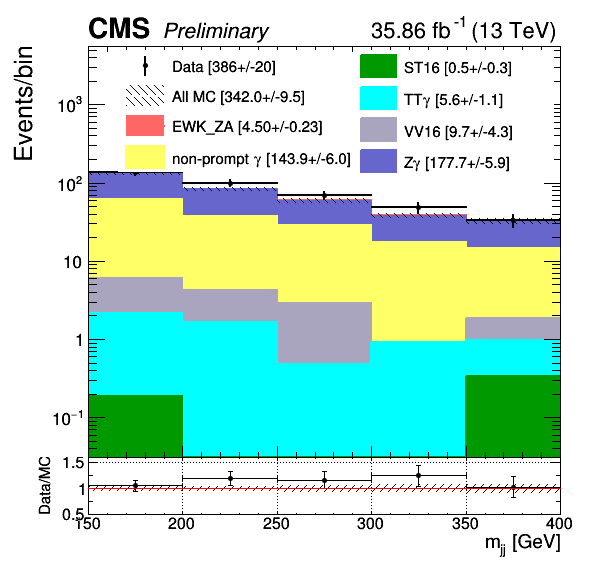 CMS Preliminary 35.86 fb⁻¹ (13 TeV)
Events/bin
Data [386+/-20]
All MC [342.0+/-9.5]
EWK_ZA [4.50+/-0.23]
non-prompt γ [143.9+/-6.0]
ST16 [0.5+/-0.3]
TTγ [5.6+/-1.1]
VV16 [9.7+/-4.3]
Zγ [177.7+/-5.9]
10³
10²
10
1
10⁻¹
Data/MC
1.5
1
0.5
150 200 250 300 350 400
m_jj [GeV]